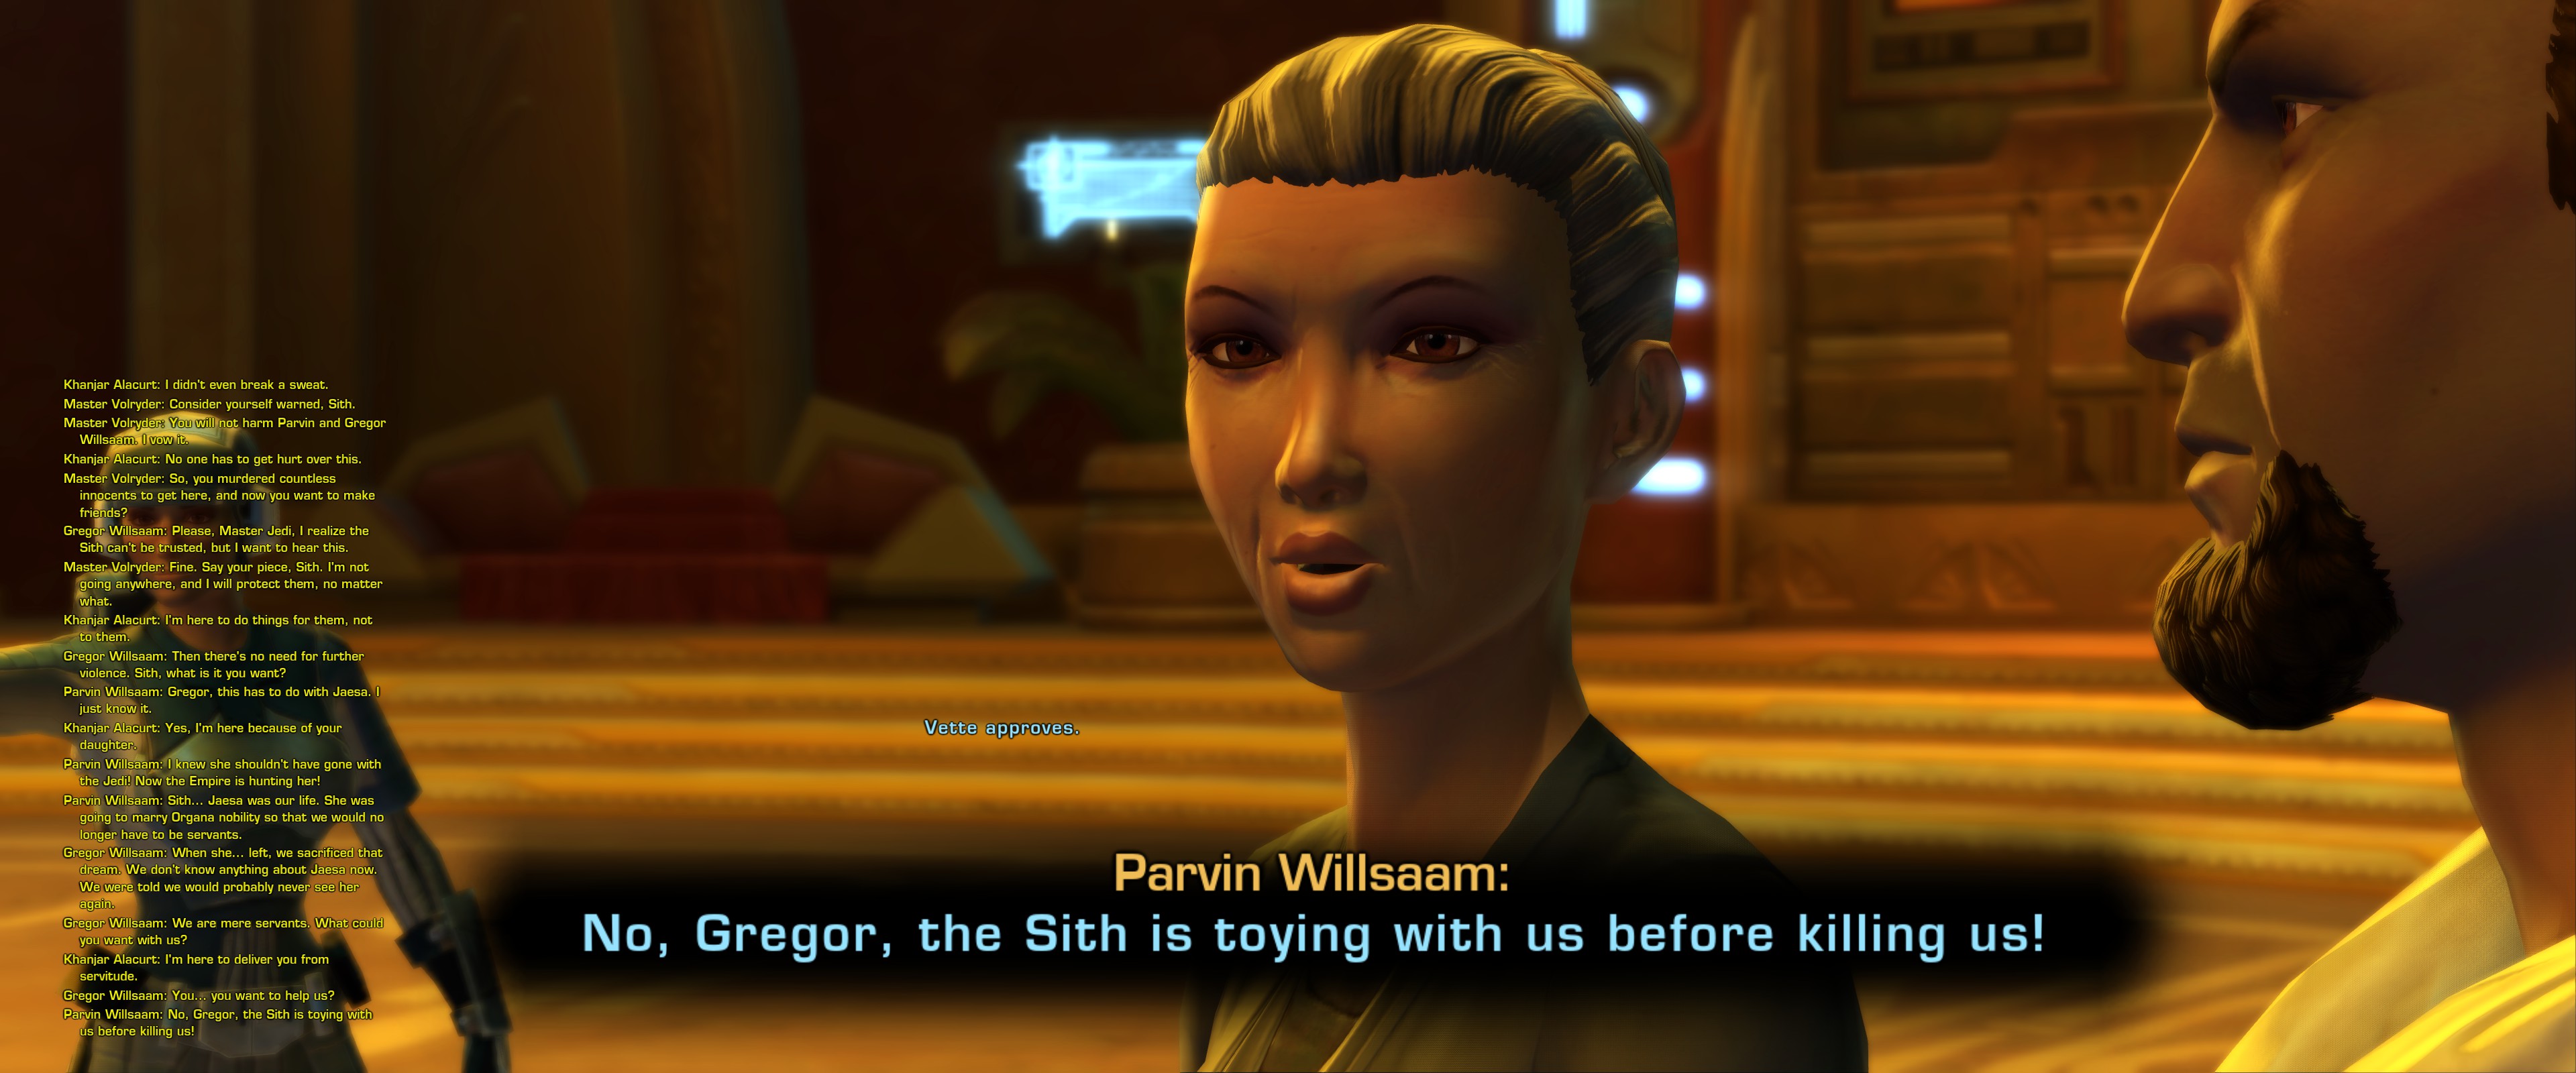 Khanjar Alacurt: I didn't even break a sweat.
Master Volryder: Consider yourself warned, Sith.
Master Volryder: You will not harm Parvin and Gregor
Willsaam. I vow it.
Khanjar Alacurt: No one has to get hurt over this.
Master Volryder: So, you murdered countless
innocents to get here, and now you want to make
friends?
Gregor Willsaam: Please, Master Jedi, I realize the
Sith can't be trusted, but I want to hear this.
Master Volryder: Fine. Say your piece, Sith. I'm not
going anywhere, and I will protect them, no matter
what.
Khanjar Alacurt: I'm here to do things for them, not
to them.
Gregor Willsaam: Then there's no need for further
violence. Sith, what is it you want?
Parvin Willsaam: Gregor, this has to do with Jaesa. I
just know it.
Khanjar Alacurt: Yes, I'm here because of your
daughter.
Parvin Willsaam: I knew she shouldn't have gone with
the Jedi! Now the Empire is hunting her!
Parvin Willsaam: Sith... Jaesa was our life. She was
going to marry Organa nobility so that we would no
longer have to be servants.
Gregor Willsaam: When she... left, we sacrificed that
dream. We don't know anything about Jaesa now.
We were told we would probably never see her
again.
Gregor Willsaam: We are mere servants. What could
you want with us?
Khanjar Alacurt: I'm here to deliver you from
servitude.
Gregor Willsaam: You... you want to help us?
Parvin Willsaam: No, Gregor, the Sith is toying with
us before killing us!
Vette approves.
Parvin Willsaam:
No, Gregor, the Sith is toying with us before killing us!